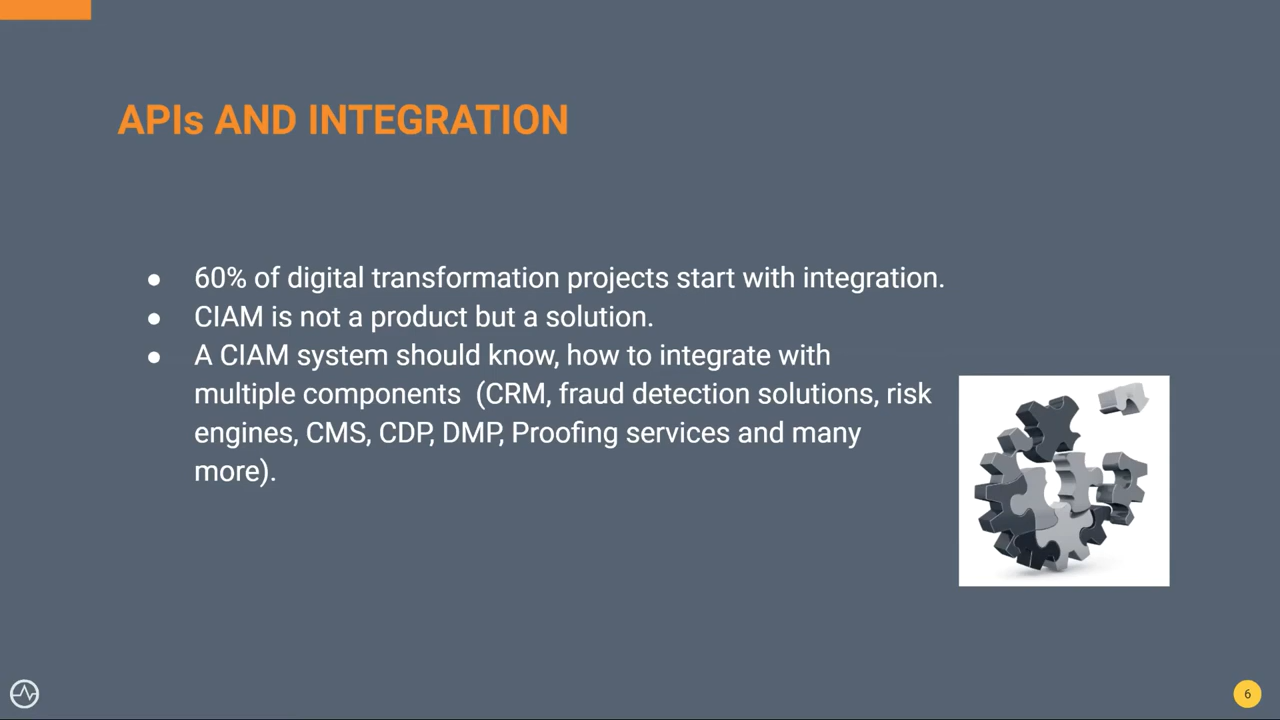 APIs AND INTEGRATION
● 60% of digital transformation projects start with integration.
● CIAM is not a product but a solution.
● A CIAM system should know, how to integrate with
multiple components (CRM, fraud detection solutions, risk
engines, CMS, CDP, DMP, Proofing services and many
more).
6